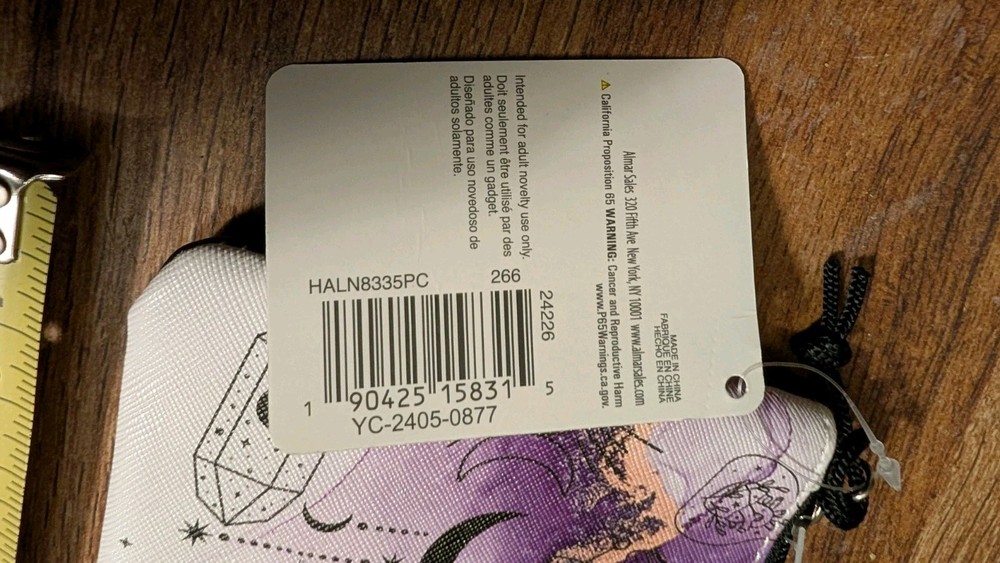 MADE IN CHINA
FABRIQUÉ EN CHINE
HECHO EN CHINA
Almar Sales 320 Fifth Ave New York, NY 10001 www.almarsales.com
⚠ California Proposition 65 WARNING: Cancer and Reproductive Harm
www.P65Warnings.ca.gov.
Intended for adult novelty use only.
Doit seulement être utilisé par des
adultes comme un gadget.
Diseñado para uso novedoso de
adultos solamente.
HALN8335PC 266
24226
1 90425 15831 5
YC-2405-0877